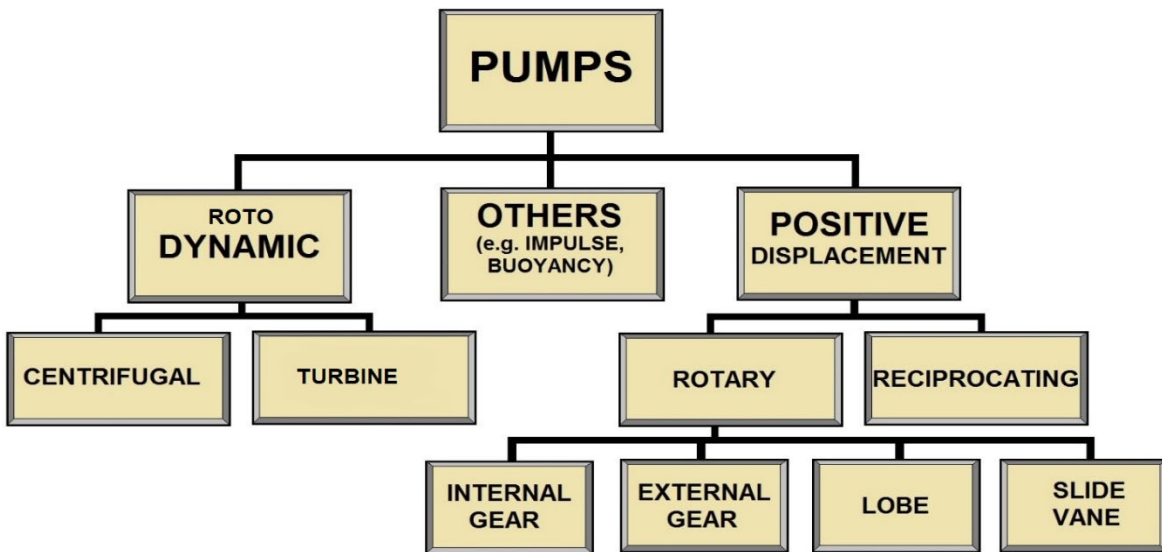 PUMPS
ROTO
DYNAMIC
OTHERS
(e.g. IMPULSE,
BUOYANCY)
POSITIVE
DISPLACEMENT
CENTRIFUGAL
TURBINE
ROTARY
RECIPROCATING
INTERNAL
GEAR
EXTERNAL
GEAR
LOBE
SLIDE
VANE